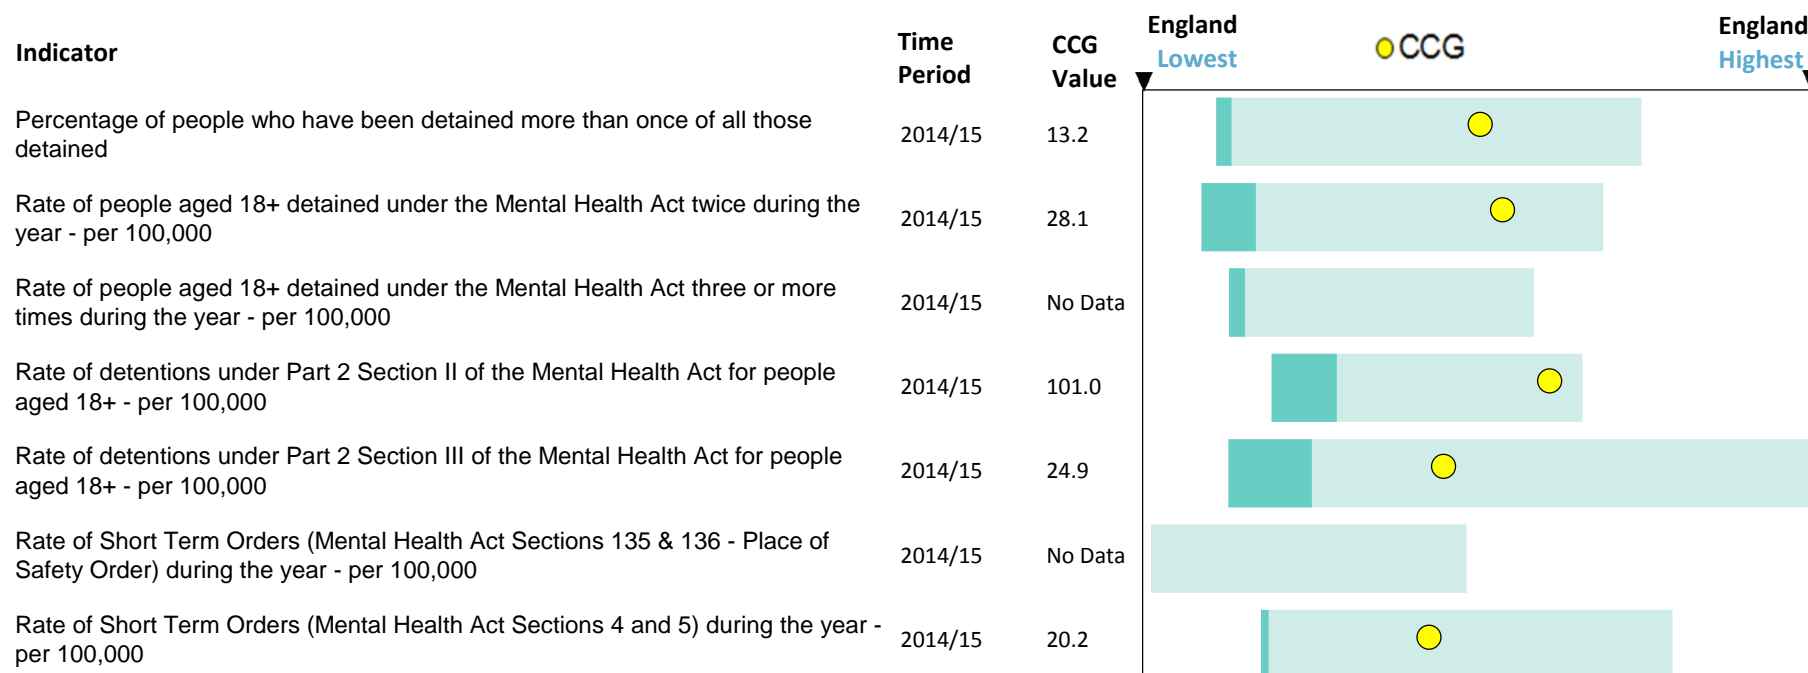 Indicator
Time
Period
CCG
Value
England
Lowest
CCG
England
Highest
Percentage of people who have been detained more than once of all those
detained
2014/15
13.2
Rate of people aged 18+ detained under the Mental Health Act twice during the
year - per 100,000
2014/15
28.1
Rate of people aged 18+ detained under the Mental Health Act three or more
times during the year - per 100,000
2014/15
No Data
Rate of detentions under Part 2 Section II of the Mental Health Act for people
aged 18+ - per 100,000
2014/15
101.0
Rate of detentions under Part 2 Section III of the Mental Health Act for people
aged 18+ - per 100,000
2014/15
24.9
Rate of Short Term Orders (Mental Health Act Sections 135 & 136 - Place of
Safety Order) during the year - per 100,000
2014/15
No Data
Rate of Short Term Orders (Mental Health Act Sections 4 and 5) during the year -
per 100,000
2014/15
20.2